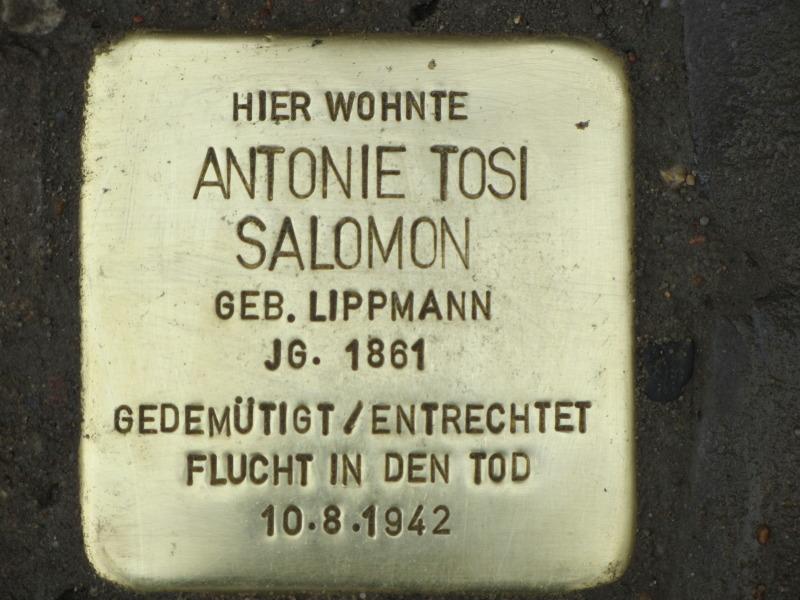 HIER WOHNTE
ANTONIE TOSI
SALOMON
GEB. LIPPMANN
JG. 1861
GEDEMÜTIGT/ENTRECHTET
FLUCHT IN DEN TOD
10.8.1942